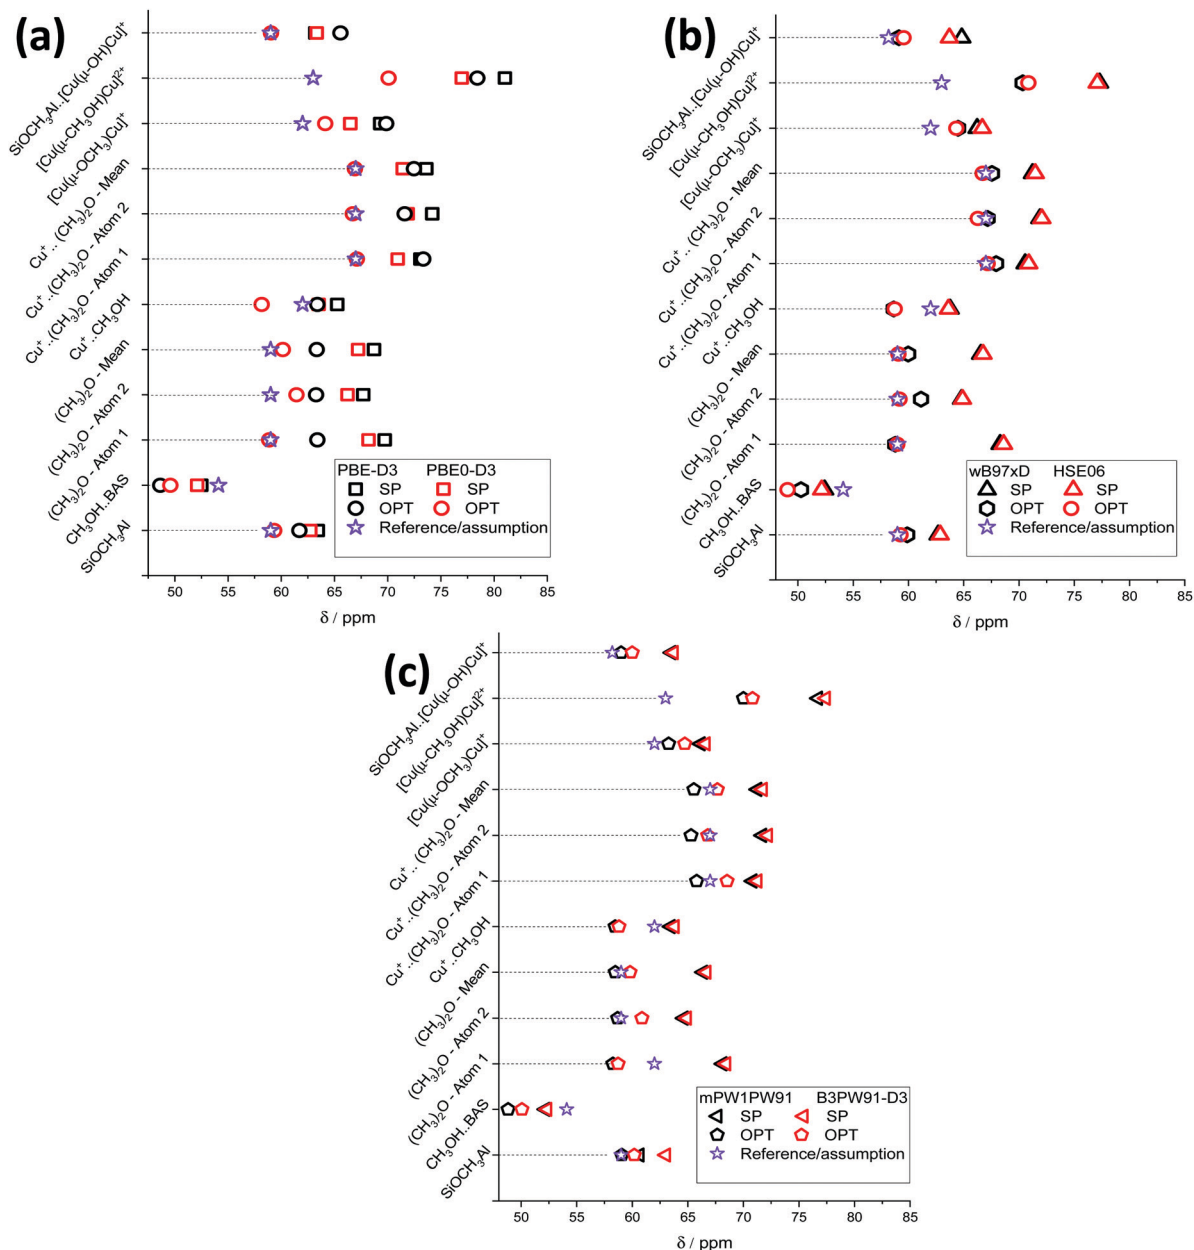 (a)
SiOCH₃Al..[Cu(μ-OH)Cu]⁺
[Cu(μ-CH₃OH)Cu]²⁺
[Cu(μ-OCH₃)Cu]⁺
Cu⁺..(CH₃)₂O - Mean
Cu⁺..(CH₃)₂O - Atom 2
Cu⁺..(CH₃)₂O - Atom 1
Cu⁺..CH₃OH
(CH₃)₂O - Mean
(CH₃)₂O - Atom 2
(CH₃)₂O - Atom 1
CH₃OH..BAS
SiOCH₃Al
PBE-D3 PBE0-D3
SP SP
OPT OPT
Reference/assumption
50 55 60 65 70 75 80 85
δ / ppm
(b)
SiOCH₃Al..[Cu(μ-OH)Cu]⁺
[Cu(μ-CH₃OH)Cu]²⁺
[Cu(μ-OCH₃)Cu]⁺
Cu⁺..(CH₃)₂O - Mean
Cu⁺..(CH₃)₂O - Atom 2
Cu⁺..(CH₃)₂O - Atom 1
Cu⁺..CH₃OH
(CH₃)₂O - Mean
(CH₃)₂O - Atom 2
(CH₃)₂O - Atom 1
CH₃OH..BAS
SiOCH₃Al
wB97xD HSE06
SP SP
OPT OPT
Reference/assumption
50 55 60 65 70 75 80 85
δ / ppm
(c)
SiOCH₃Al..[Cu(μ-OH)Cu]⁺
[Cu(μ-CH₃OH)Cu]²⁺
[Cu(μ-OCH₃)Cu]⁺
Cu⁺..(CH₃)₂O - Mean
Cu⁺..(CH₃)₂O - Atom 2
Cu⁺..(CH₃)₂O - Atom 1
Cu⁺..CH₃OH
(CH₃)₂O - Mean
(CH₃)₂O - Atom 2
(CH₃)₂O - Atom 1
CH₃OH..BAS
SiOCH₃Al
mPW1PW91 B3PW91-D3
SP SP
OPT OPT
Reference/assumption
50 55 60 65 70 75 80 85
δ / ppm